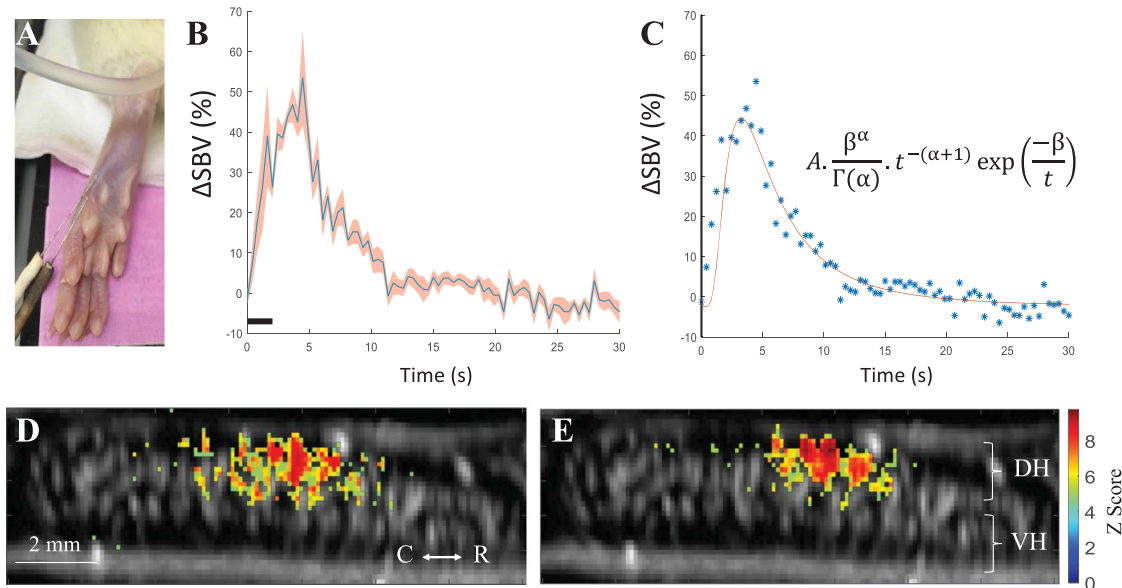 A
B
ΔSBV (%)
70
60
50
40
30
20
10
0
-10
0
5
10
15
20
25
30
Time (s)
C
ΔSBV (%)
70
60
50
40
30
20
10
0
-10
0
5
10
15
20
25
30
Time (s)
A. β^α / Γ(α) . t^−(α+1) exp (−β / t)
D
2 mm
C
R
E
DH
VH
8
6
4
2
0
Z Score